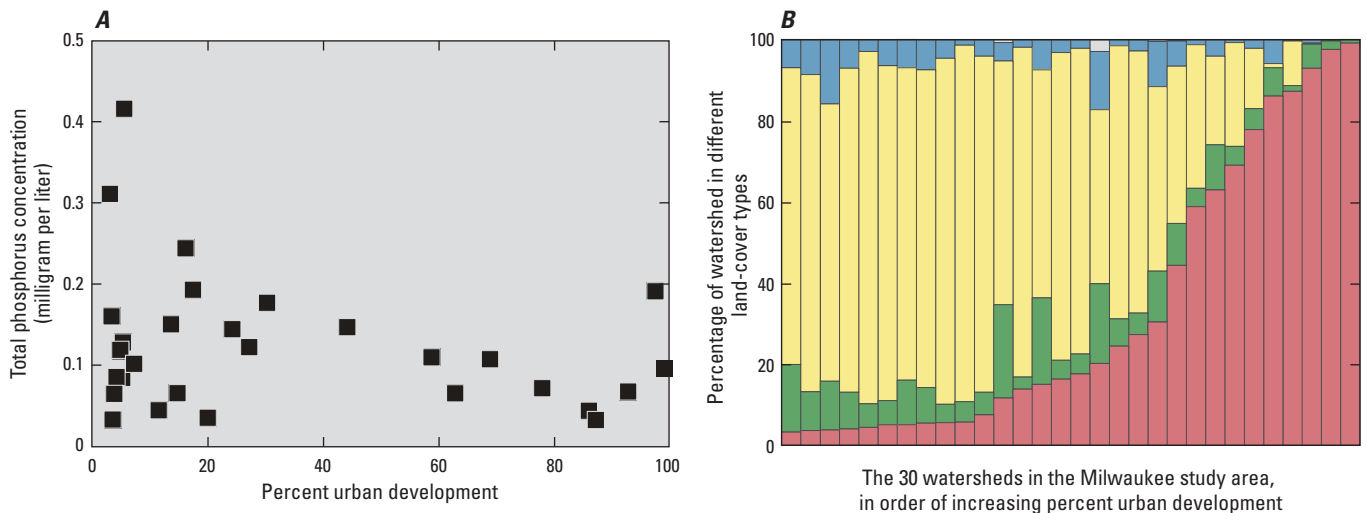 A
0.5
0.4
0.3
0.2
0.1
0
Total phosphorus concentration
(milligram per liter)
0 20 40 60 80 100
Percent urban development
B
100
80
60
40
20
0
Percentage of watershed in different
land-cover types
The 30 watersheds in the Milwaukee study area,
in order of increasing percent urban development